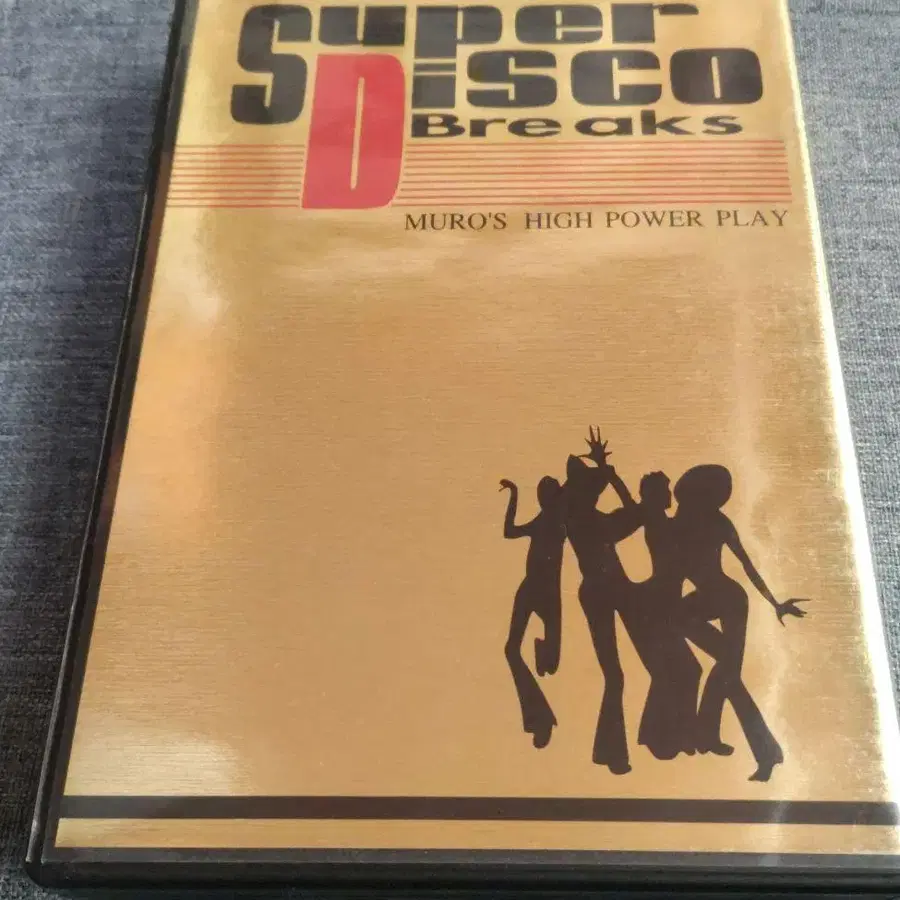 Super
Disco
Breaks
MURO'S HIGH POWER PLAY